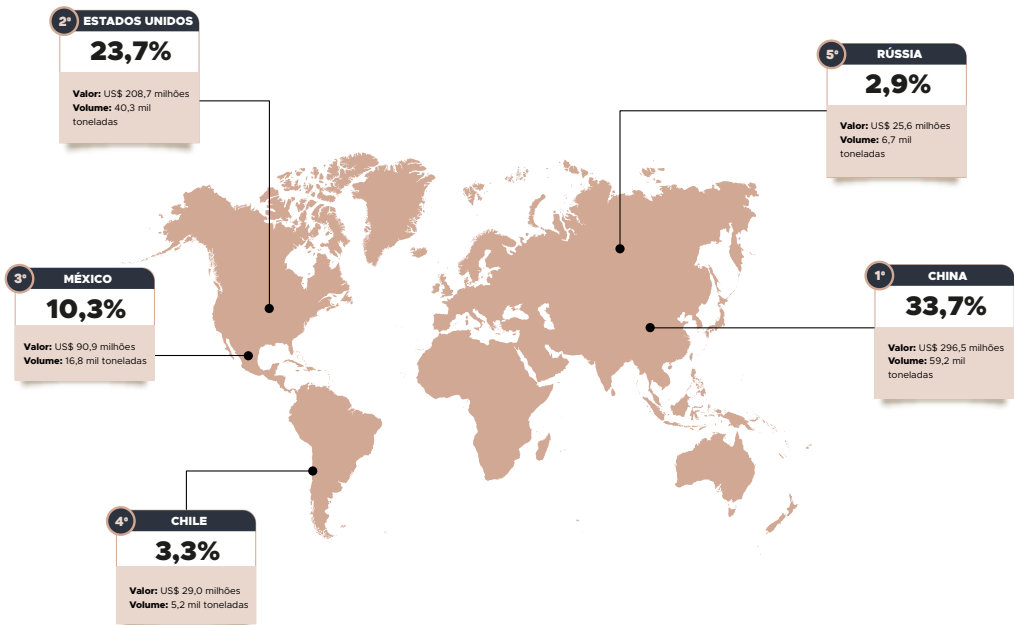 2º ESTADOS UNIDOS
23,7%
Valor: US$ 208,7 milhões
Volume: 40,3 mil
toneladas
5º RÚSSIA
2,9%
Valor: US$ 25,6 milhões
Volume: 6,7 mil
toneladas
3º MÉXICO
10,3%
Valor: US$ 90,9 milhões
Volume: 16,8 mil toneladas
1º CHINA
33,7%
Valor: US$ 296,5 milhões
Volume: 59,2 mil
toneladas
4º CHILE
3,3%
Valor: US$ 29,0 milhões
Volume: 5,2 mil toneladas